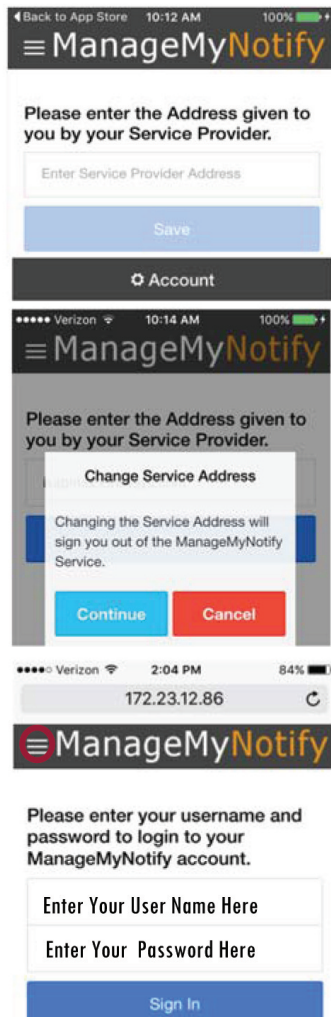 Back to App Store 10:12 AM 100%
ManageMyNotify
Please enter the Address given to
you by your Service Provider.
Enter Service Provider Address
Save
Account
Verizon 10:14 AM 100%
ManageMyNotify
Please enter the Address given to
you by your Service Provider.
Change Service Address
Changing the Service Address will
sign you out of the ManageMyNotify
Service.
Continue Cancel
Verizon 2:04 PM 84%
172.23.12.86
ManageMyNotify
Please enter your username and
password to login to your
ManageMyNotify account.
Enter Your User Name Here
Enter Your Password Here
Sign In